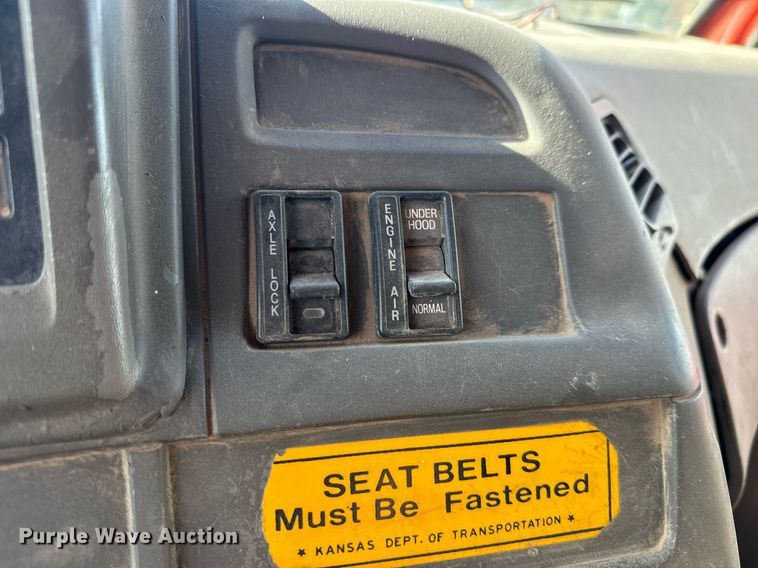 AXLE LOCK
ENGINE AIR
UNDER
HOOD
NORMAL
SEAT BELTS
Must Be Fastened
★ KANSAS DEPT. OF TRANSPORTATION ★
Purple Wave Auction